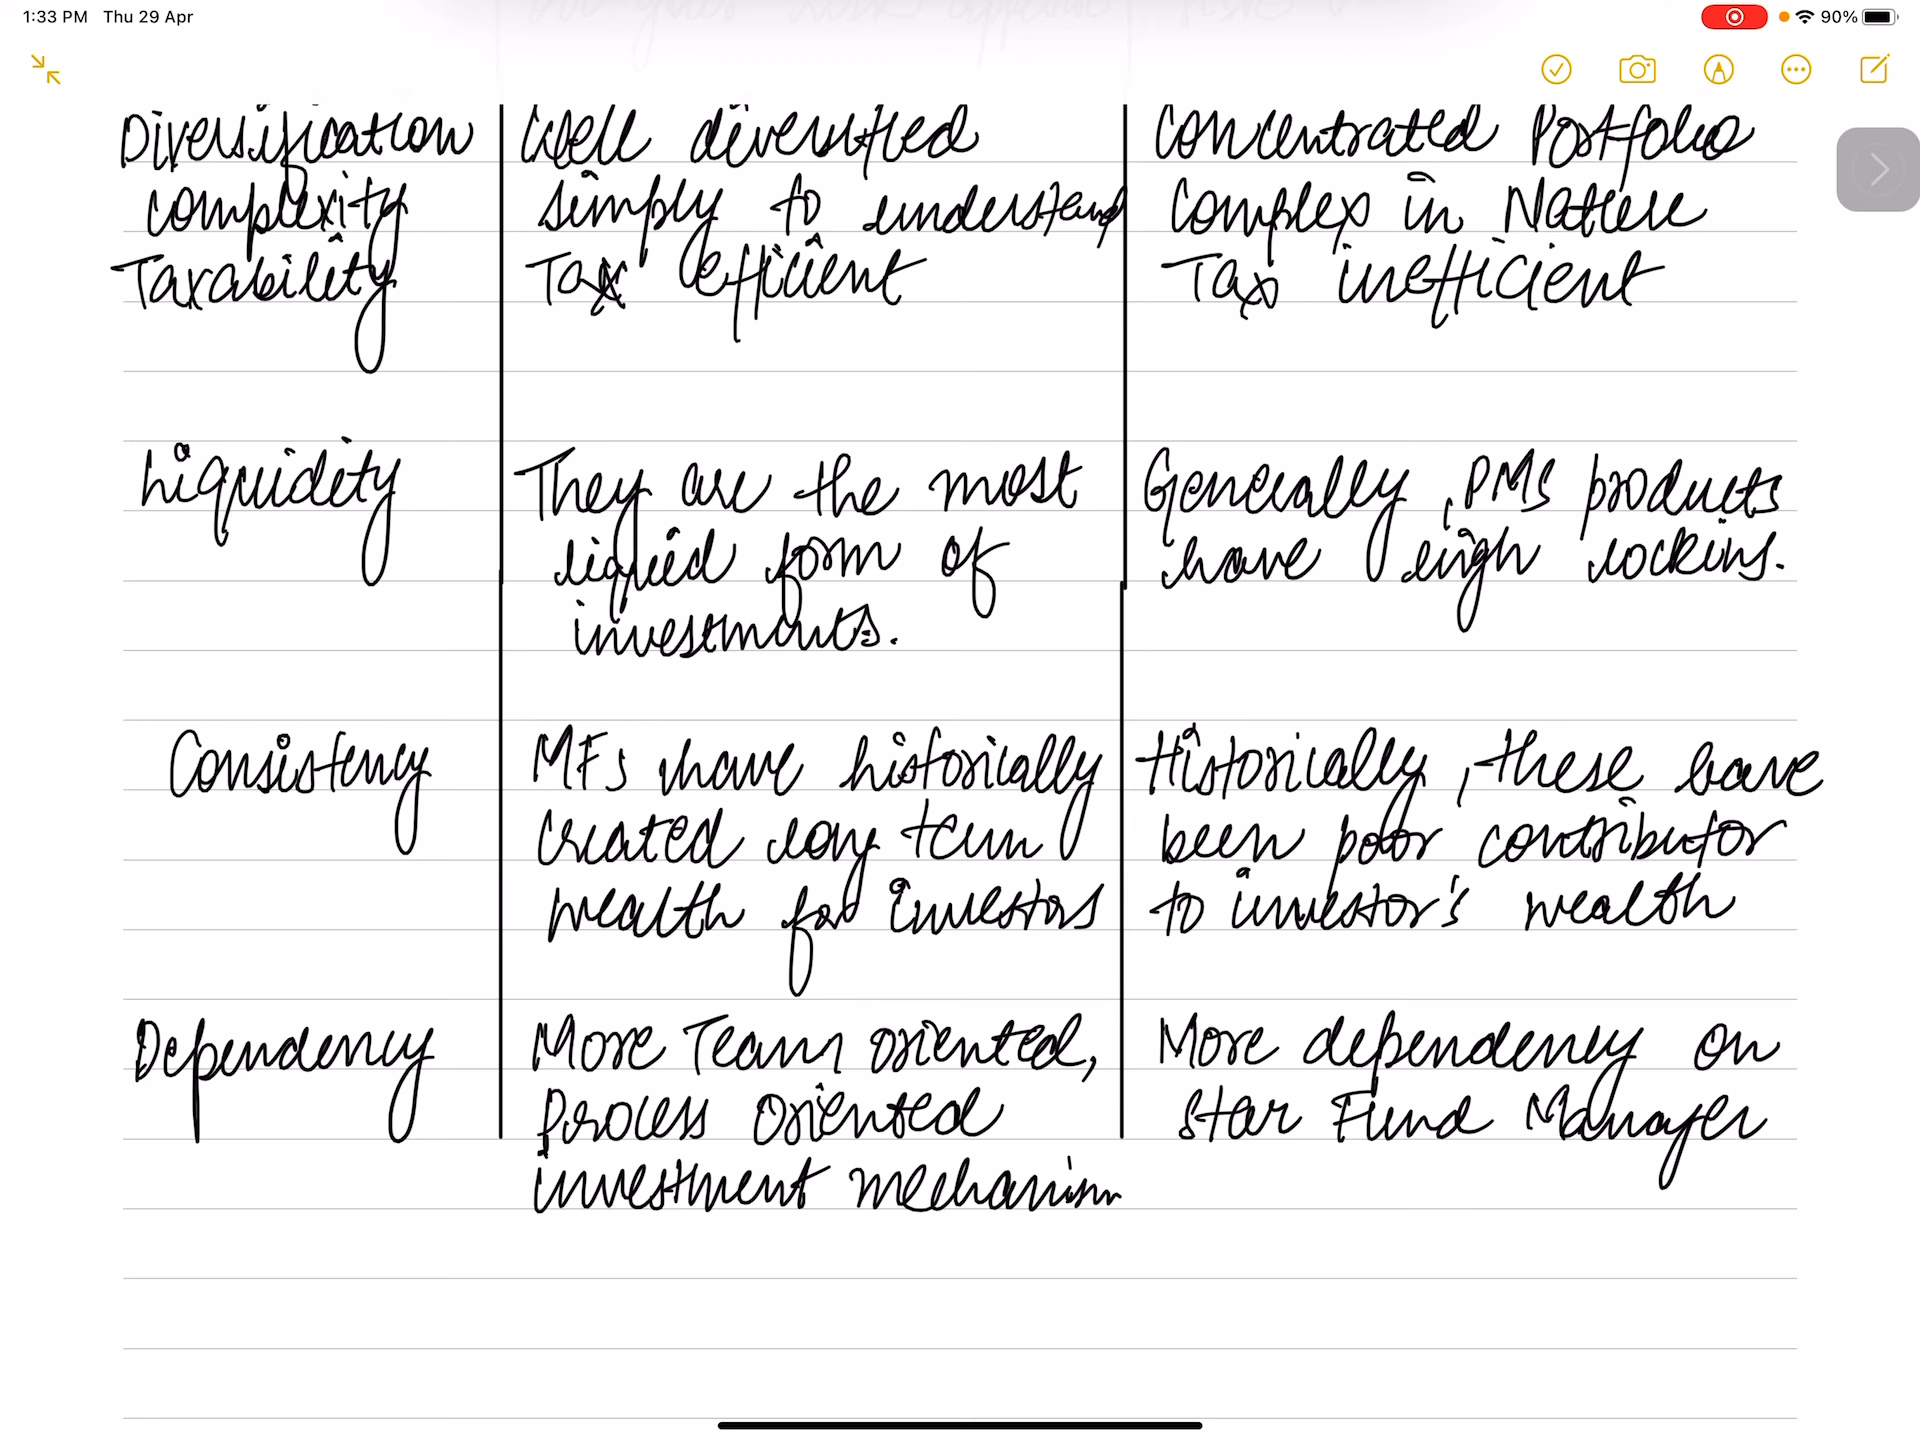 1:33 PM Thu 29 Apr
90%
Diversification Well diversified Concentrated Portfolio
complexity simply to understand Complex in Nature
Taxability Tax efficient Tax inefficient
Liquidity They are the most Generally, PMS products
liquid form of have high lockins.
investments.
Consistency MFs have historically Historically, these have
created long term been poor contributor
wealth for investors to investor's wealth
Dependency More Team oriented, More dependency on
Process Oriented Star Fund Manager
investment mechanism